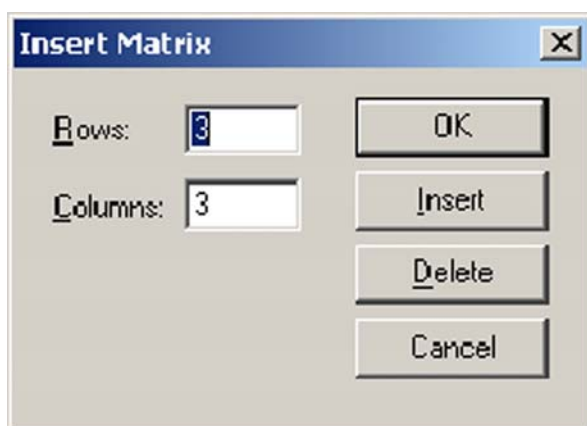 Insert Matrix
Rows: 3
OK
Columns: 3
Insert
Delete
Cancel